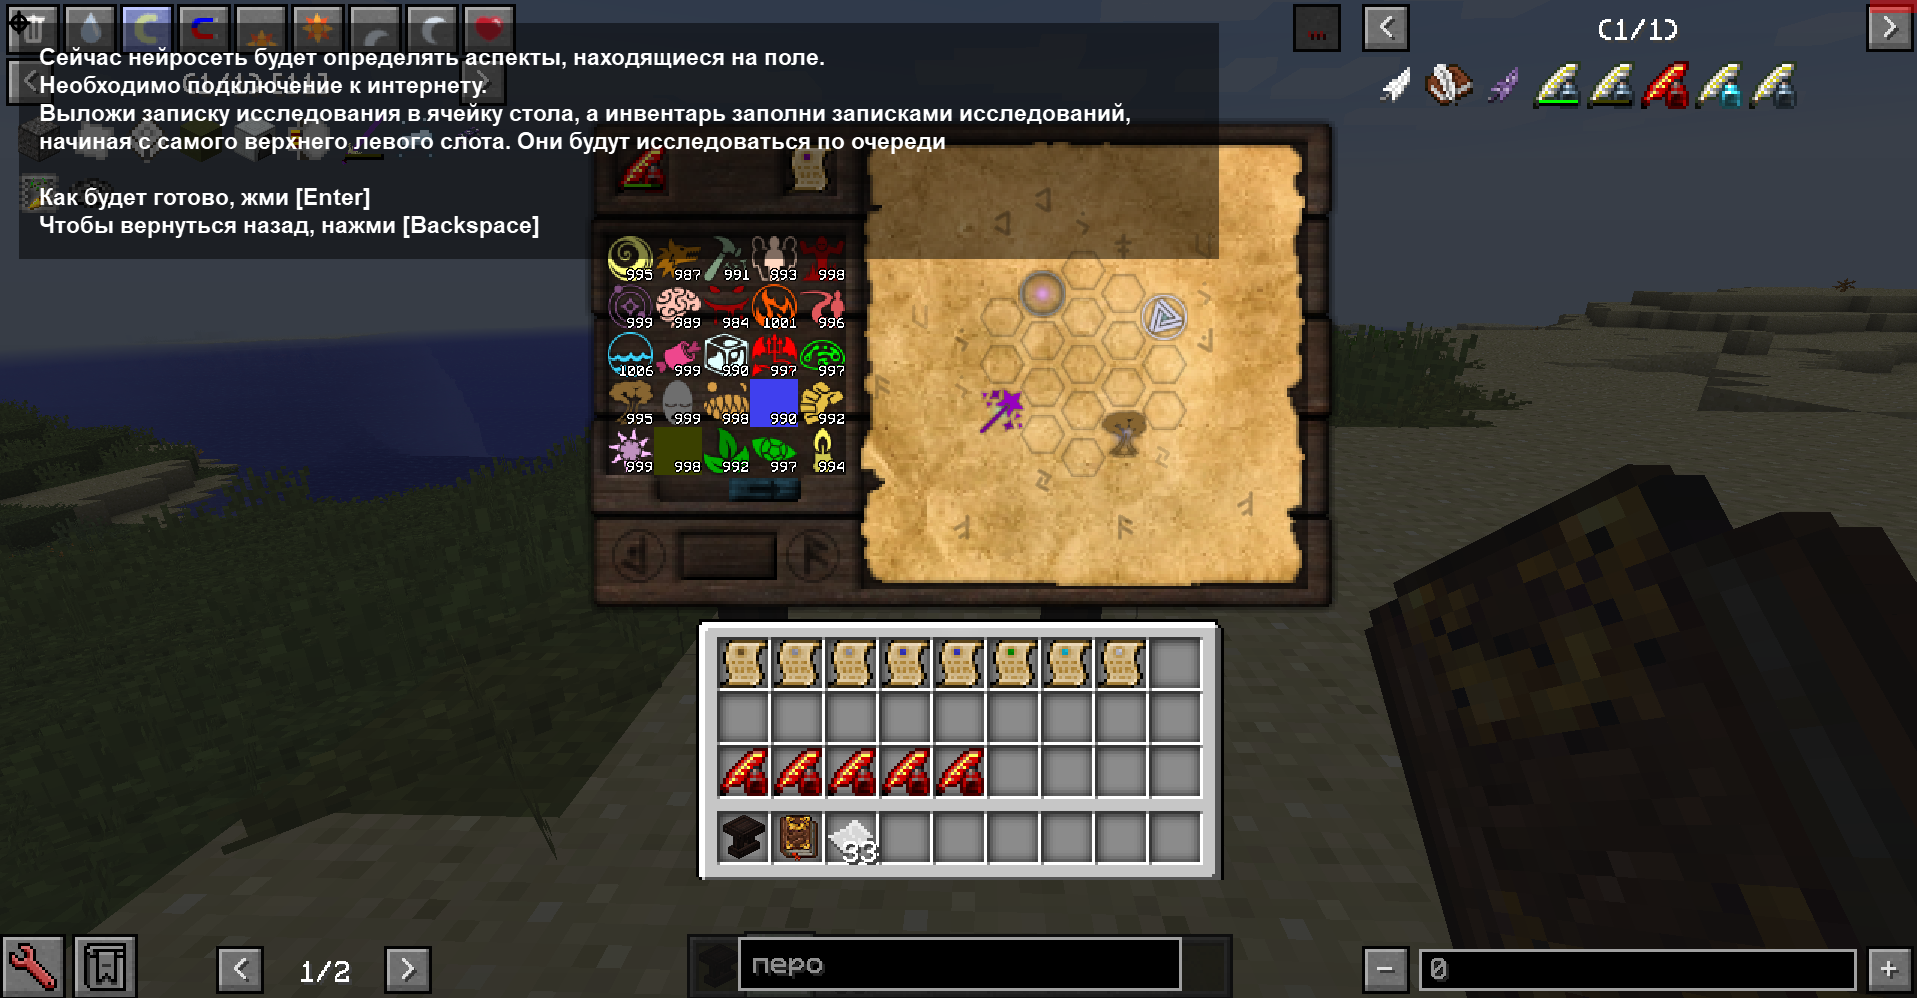 Сейчас нейросеть будет определять аспекты, находящиеся на поле.
Необходимо подключение к интернету.
Выложи записку исследования в ячейку стола, а инвентарь заполни записками исследований,
начиная с самого верхнего левого слота. Они будут исследоваться по очереди
Как будет готово, жми [Enter]
Чтобы вернуться назад, нажми [Backspace]
(1/1)
995 987 991 993 998
999 989 984 1001 996
1006 999 990 997 997
995 999 998 990 992
999 998 992 997 994
33
1/2
перо
0